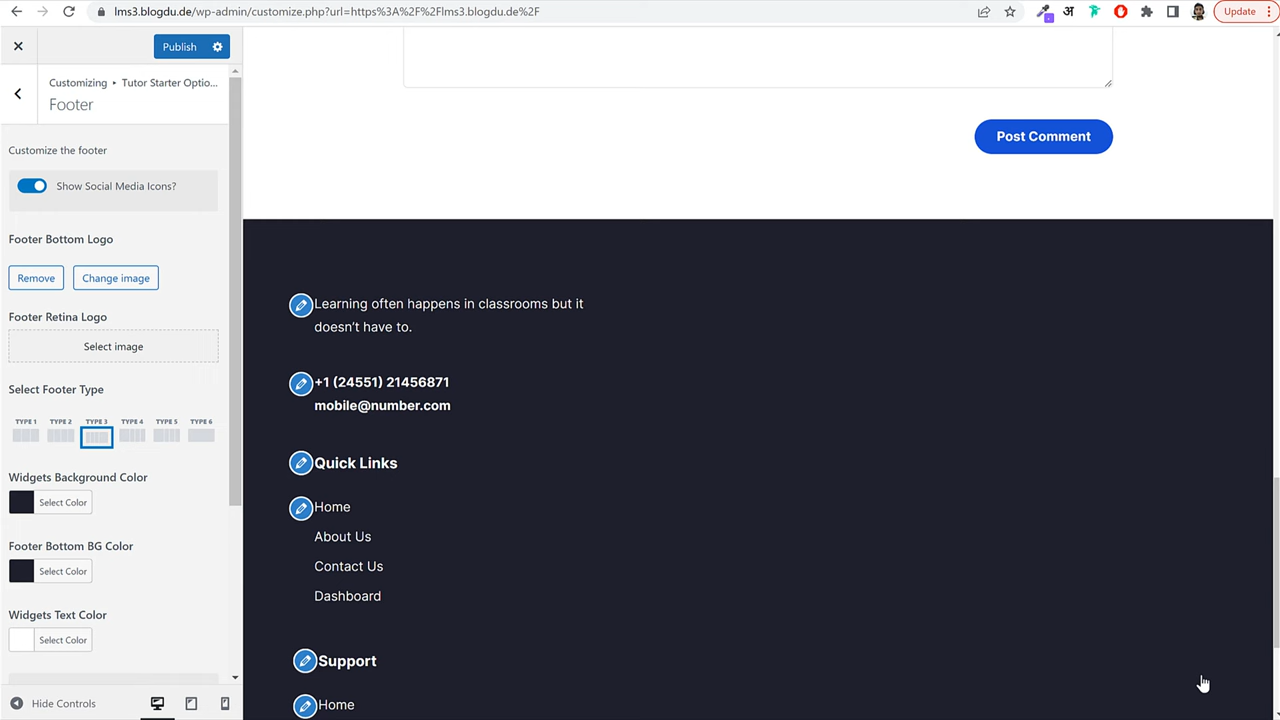 lms3.blogdu.de/wp-admin/customize.php?url=https%3A%2F%2Flms3.blogdu.de%2F
अ
Update
Publish
Customizing ▸ Tutor Starter Optio...
Footer
Customize the footer
Show Social Media Icons?
Footer Bottom Logo
Remove
Change image
Footer Retina Logo
Select image
Select Footer Type
TYPE 1 TYPE 2 TYPE 3 TYPE 4 TYPE 5 TYPE 6
Widgets Background Color
Select Color
Footer Bottom BG Color
Select Color
Widgets Text Color
Select Color
Hide Controls
Post Comment
Learning often happens in classrooms but it
doesn’t have to.
+1 (24551) 21456871
mobile@number.com
Quick Links
Home
About Us
Contact Us
Dashboard
Support
Home